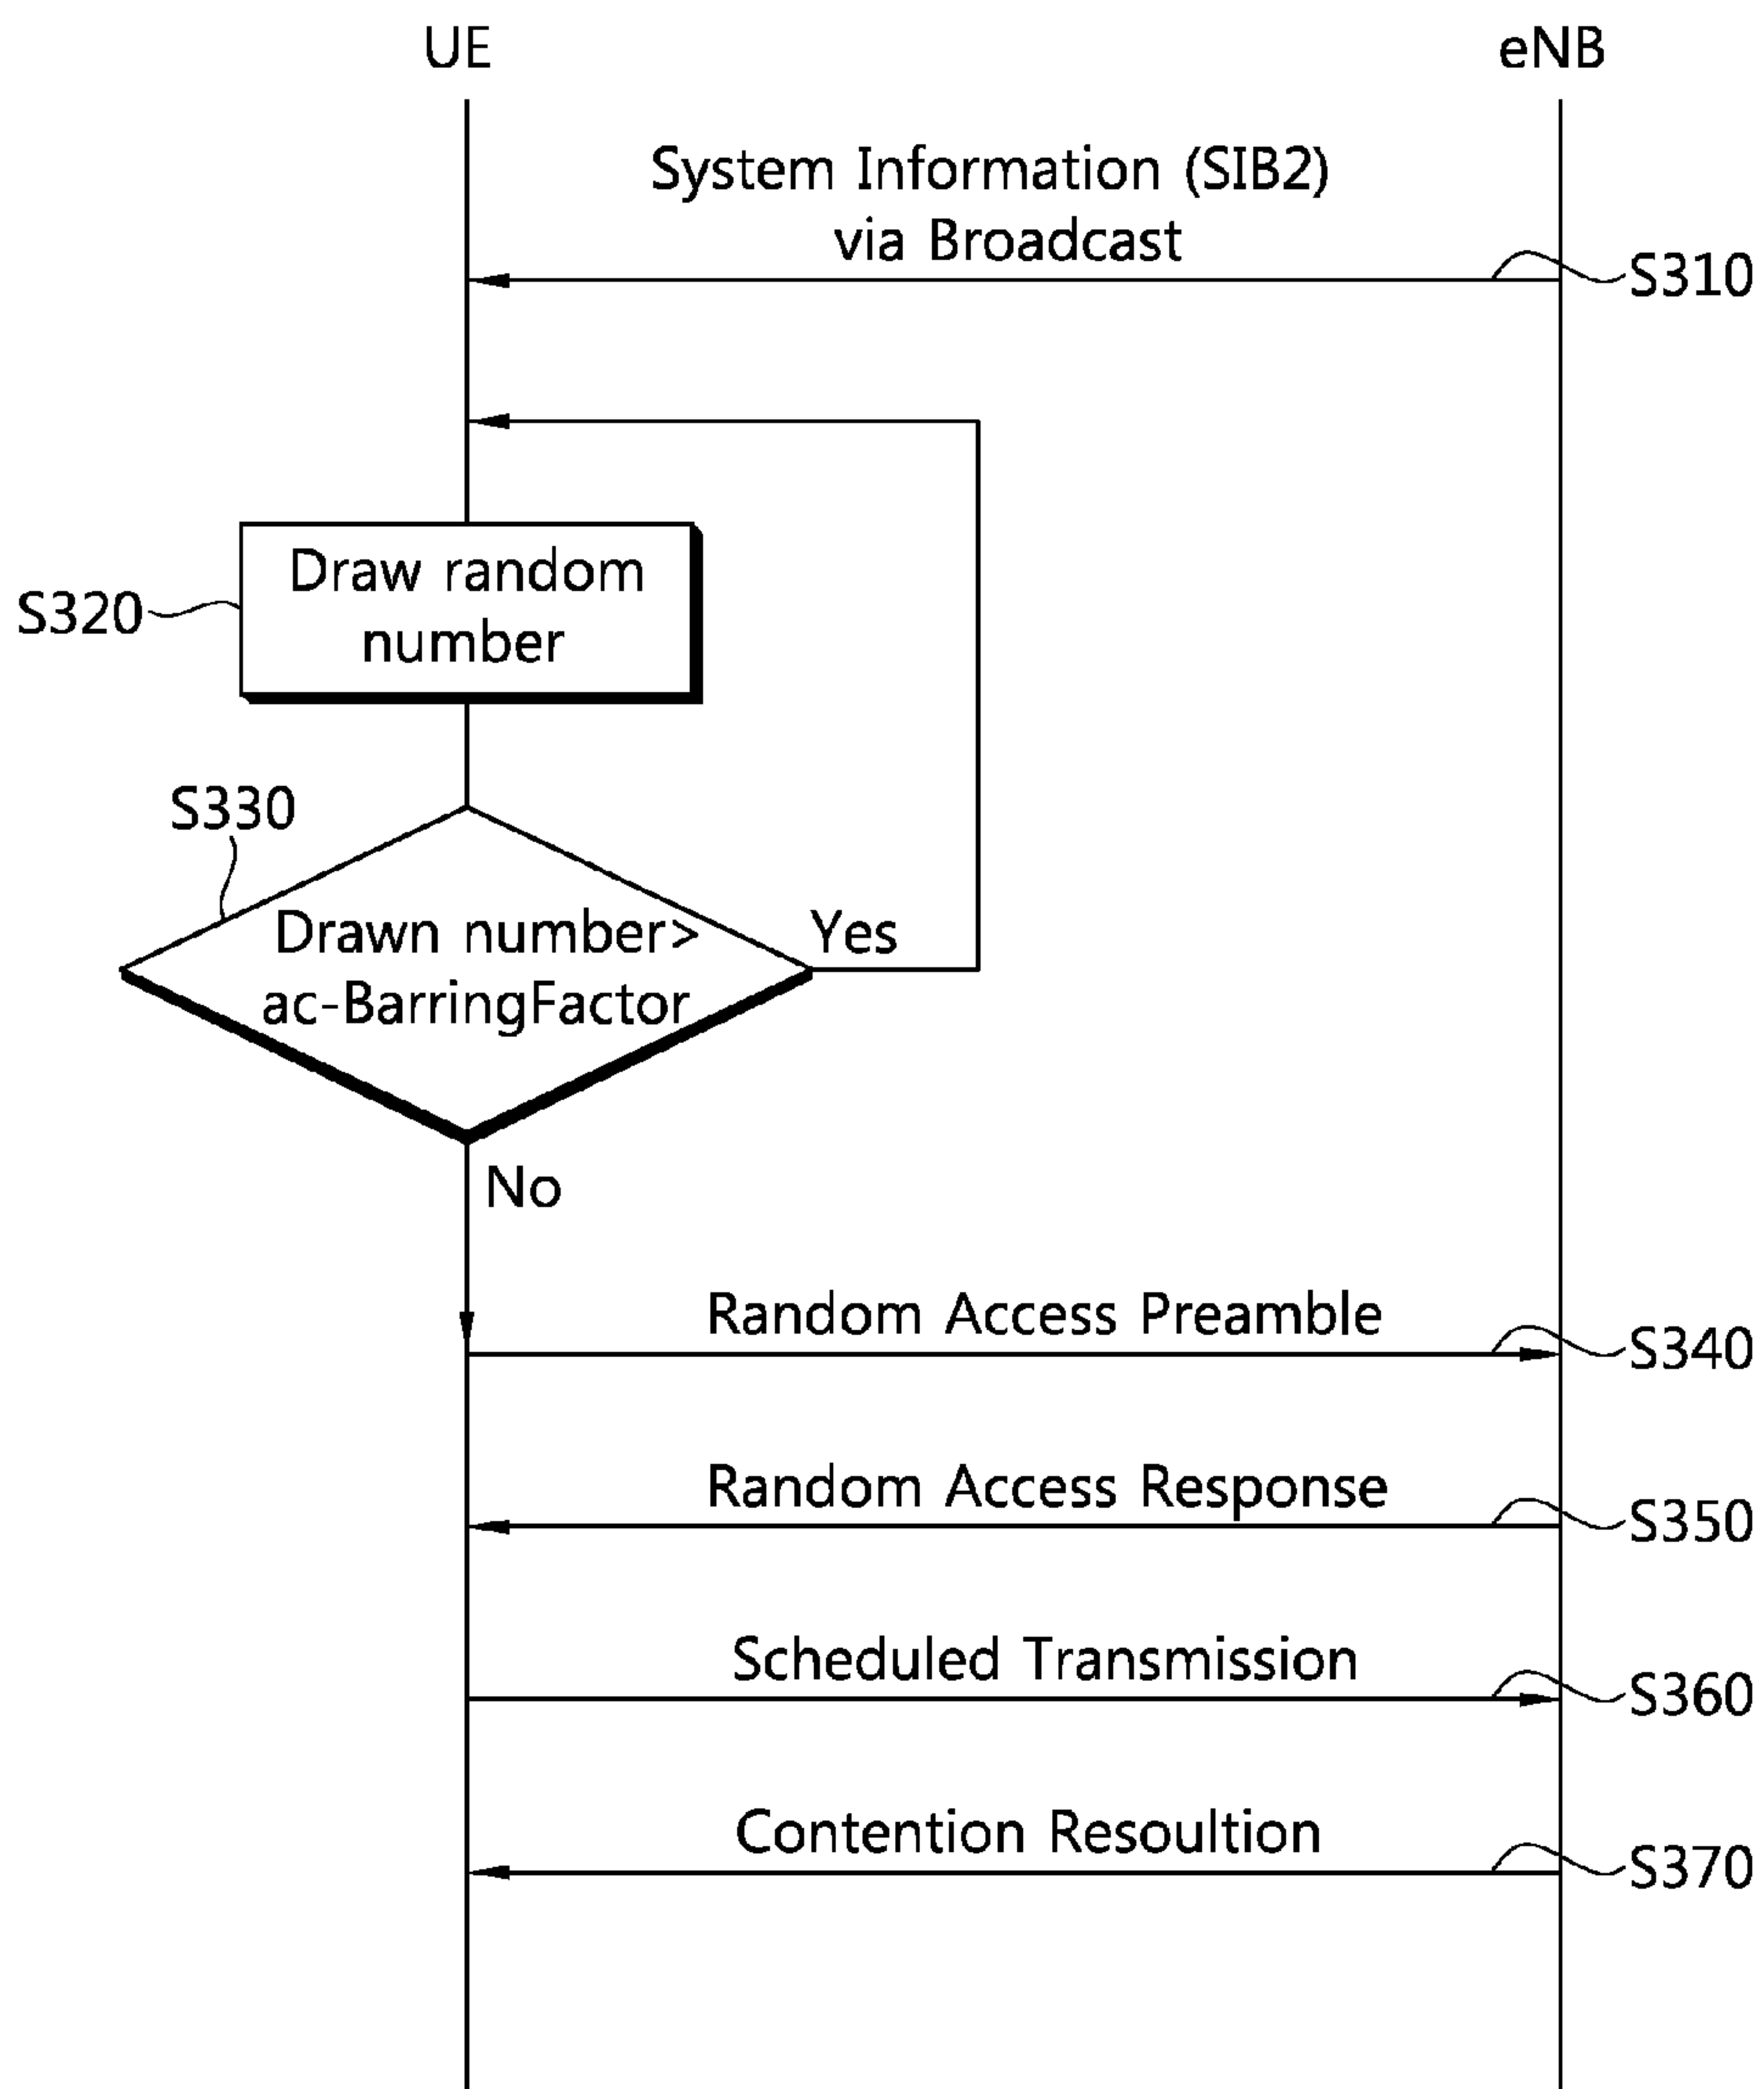 UE
eNB
System Information (SIB2)
via Broadcast
S310
Draw random
number
S320
S330
Drawn number>
ac-BarringFactor
Yes
No
Random Access Preamble
S340
Random Access Response
S350
Scheduled Transmission
S360
Contention Resoultion
S370